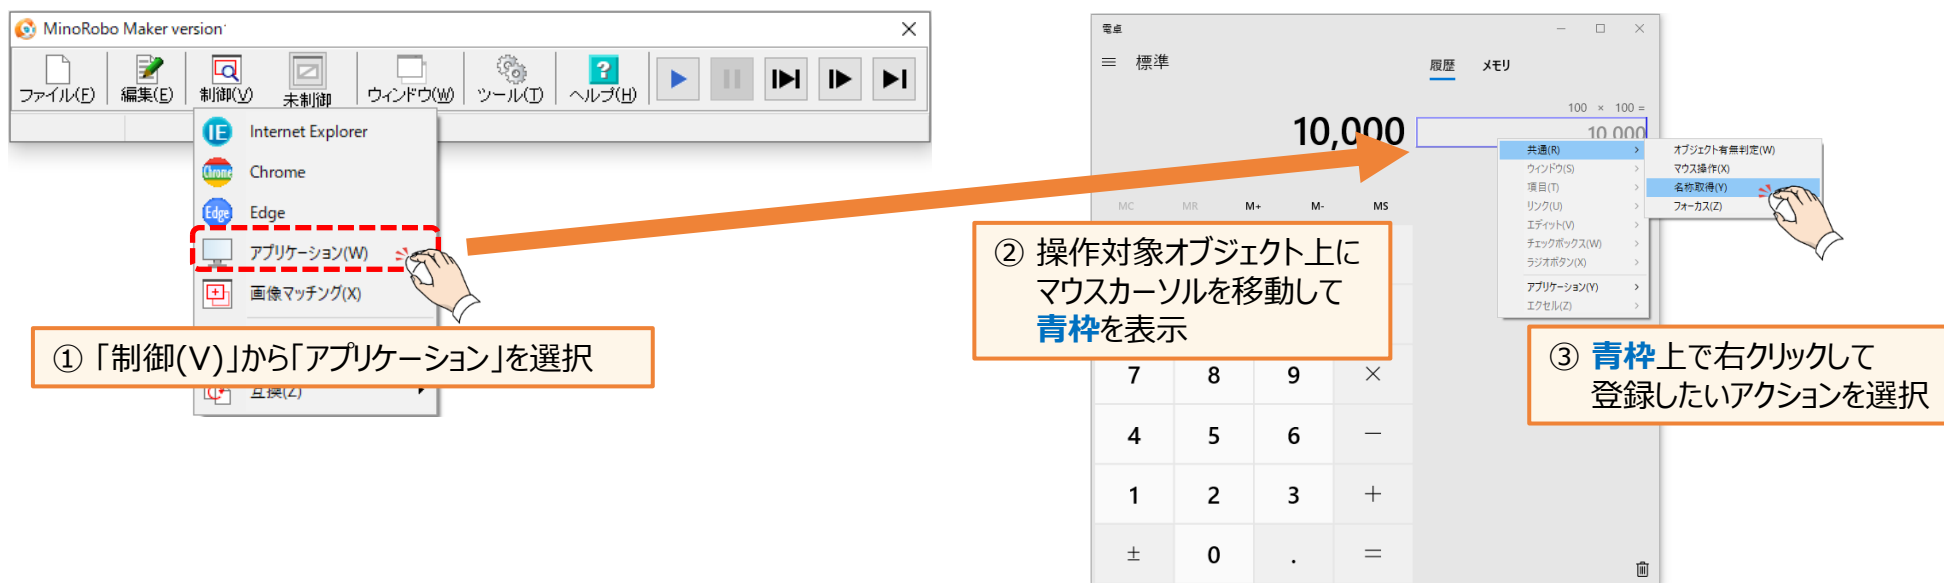 MinoRobo Maker version
ファイル(F) 編集(E) 制御(V) 未制御 ウィンドウ(W) ツール(T) ヘルプ(H)
Internet Explorer
Chrome
Edge
アプリケーション(W)
画像マッチング(X)
互換(Z)
① 「制御(V)」から「アプリケーション」を選択
電卓
標準
履歴 メモリ
100 × 100 =
10,000
10,000
MC MR M+ M- MS
共通(R)
ウィンドウ(S)
項目(T)
リンク(U)
エディット(V)
チェックボックス(W)
ラジオボタン(X)
アプリケーション(Y)
エクセル(Z)
オブジェクト有無判定(W)
マウス操作(X)
名称取得(Y)
フォーカス(Z)
② 操作対象オブジェクト上に
マウスカーソルを移動して
青枠を表示
③ 青枠上で右クリックして
登録したいアクションを選択
7 8 9 ×
4 5 6 −
1 2 3 +
± 0 . =